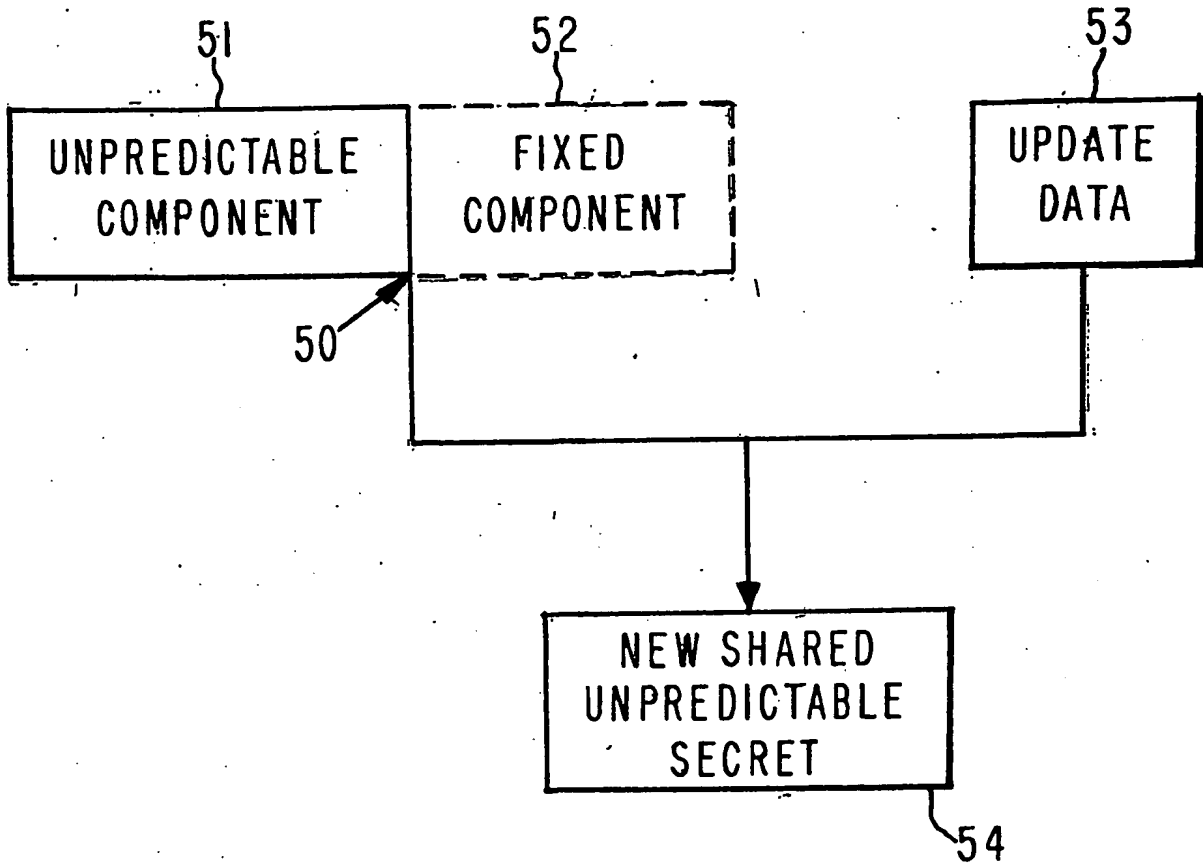 51
52
53
UNPREDICTABLE
COMPONENT
FIXED
COMPONENT
UPDATE
DATA
50
NEW SHARED
UNPREDICTABLE
SECRET
54